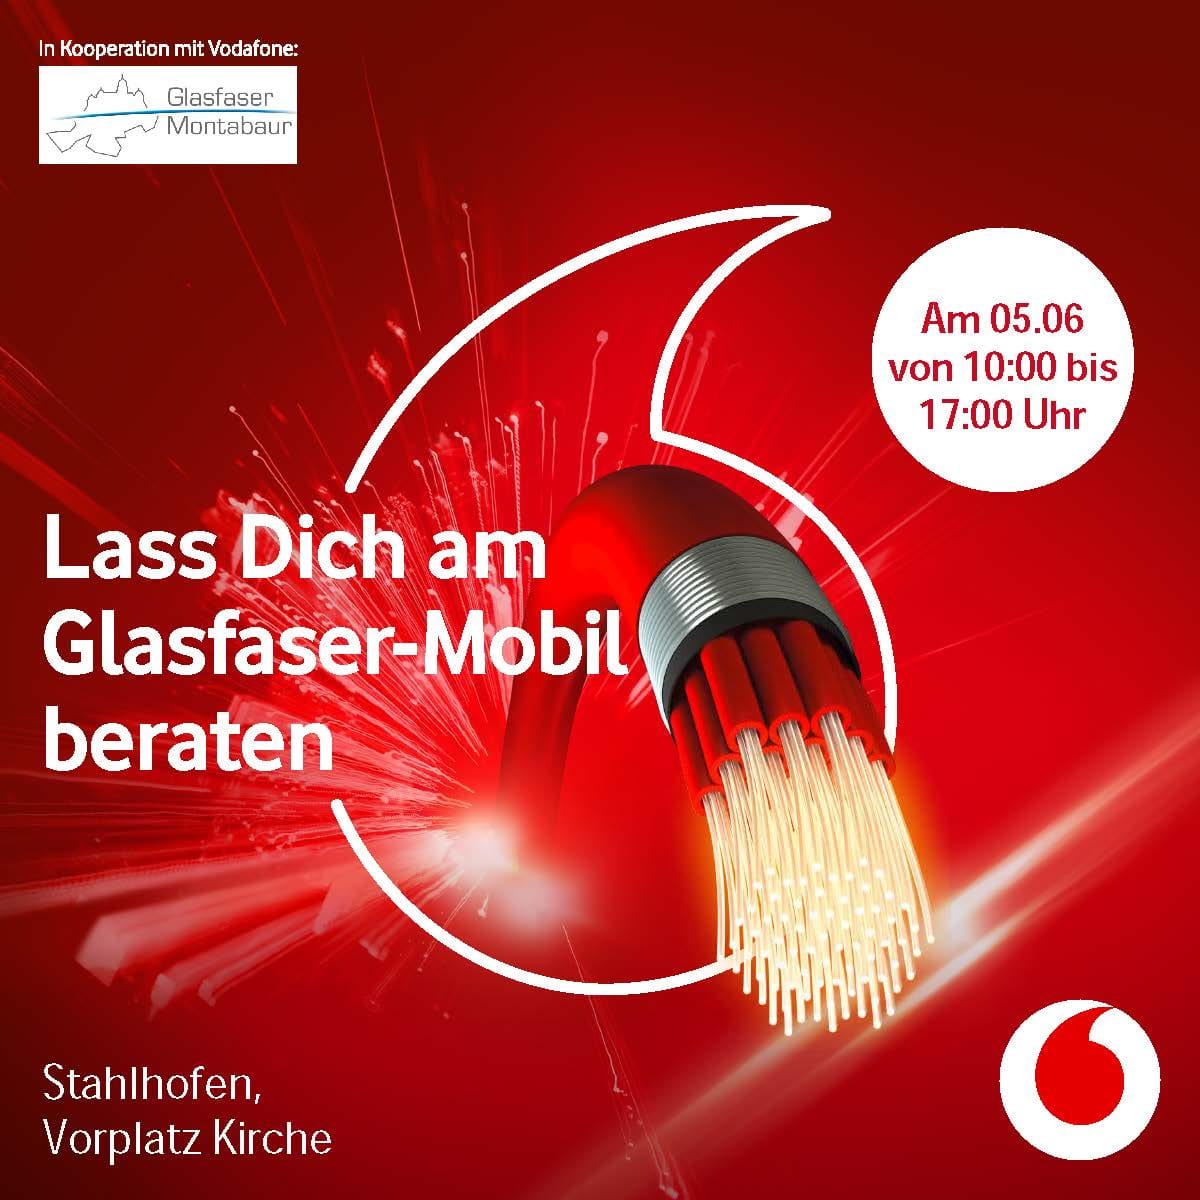 In Kooperation mit Vodafone:
Glasfaser
Montabaur
Am 05.06
von 10:00 bis
17:00 Uhr
Lass Dich am
Glasfaser-Mobil
beraten
Stahlhofen,
Vorplatz Kirche